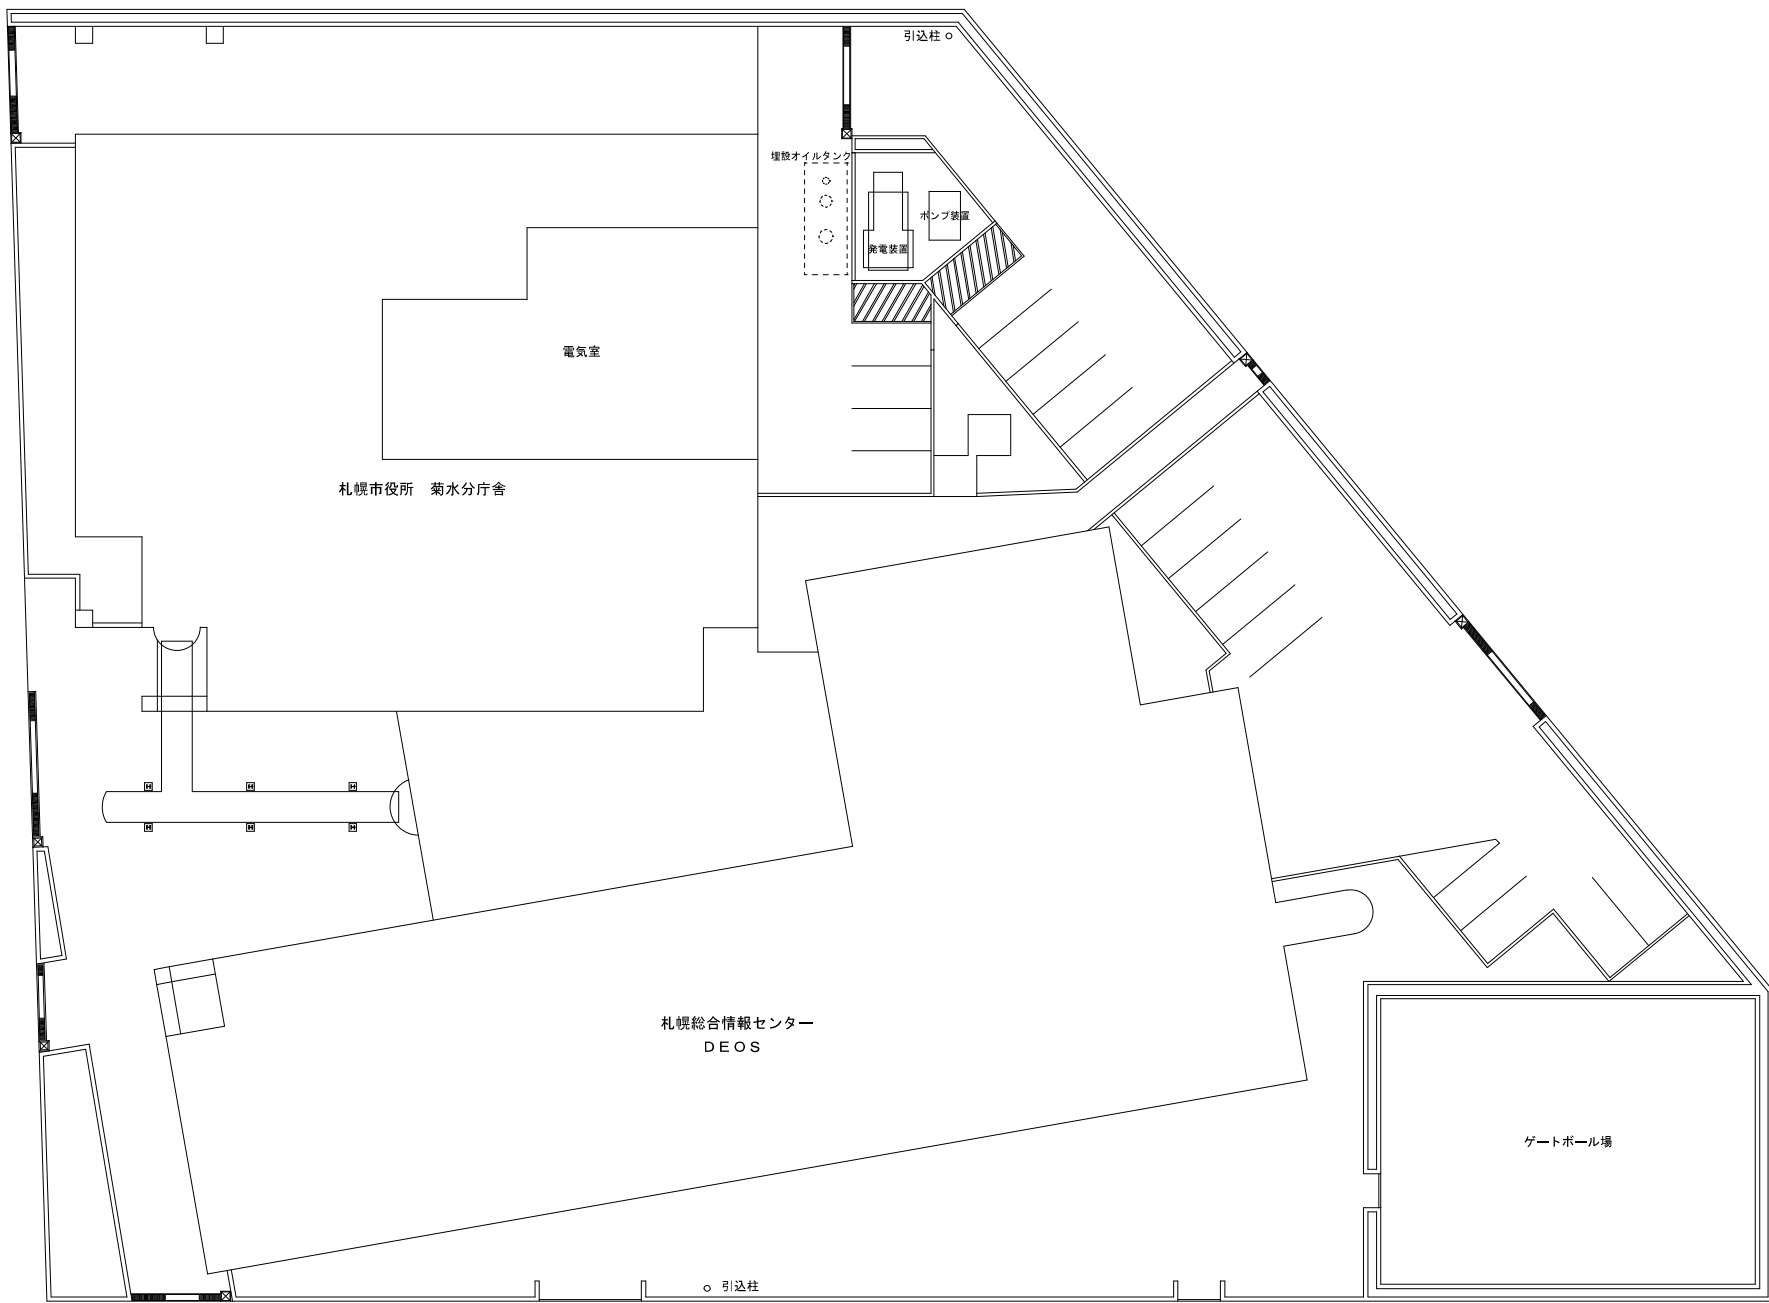 引込柱
埋設オイルタンク
ポンプ装置
発電装置
電気室
札幌市役所　菊水分庁舎
札幌総合情報センター
ＤＥＯＳ
ゲートボール場
引込柱